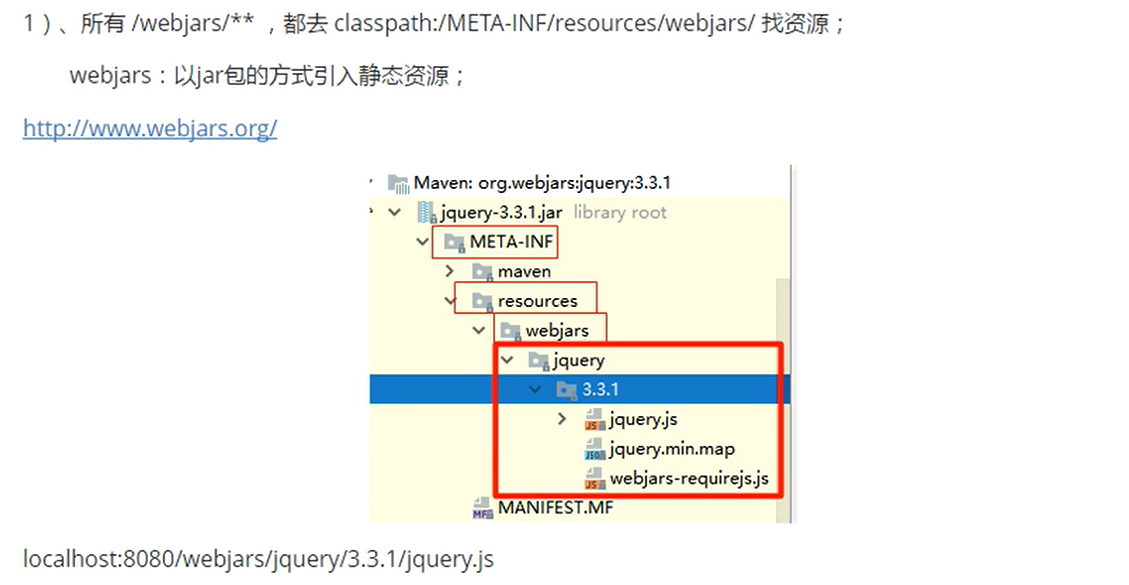 1）、所有 /webjars/** ，都去 classpath:/META-INF/resources/webjars/ 找资源；
webjars：以jar包的方式引入静态资源；
http://www.webjars.org/
Maven: org.webjars:jquery:3.3.1
jquery-3.3.1.jar library root
META-INF
maven
resources
webjars
jquery
3.3.1
jquery.js
jquery.min.map
webjars-requirejs.js
MANIFEST.MF
localhost:8080/webjars/jquery/3.3.1/jquery.js